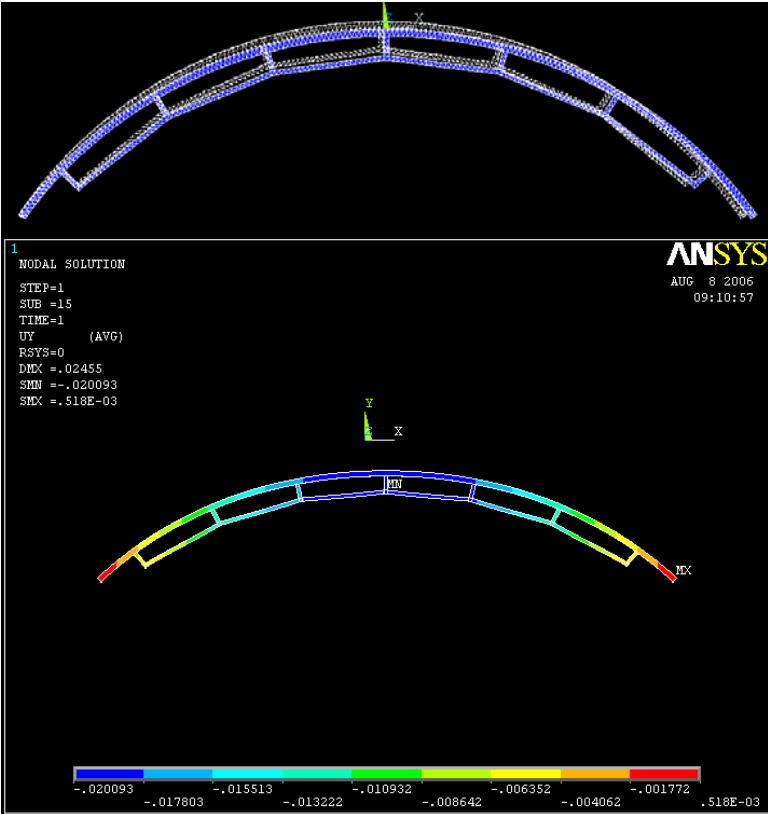 X
1
NODAL SOLUTION
STEP=1
SUB =15
TIME=1
UY (AVG)
RSYS=0
DMX =.02455
SMN =-.020093
SMX =.518E-03
ANSYS
AUG 8 2006
09:10:57
Y
X
MN
MX
-.020093 -.015513 -.010932 -.006352 -.001772
-.017803 -.013222 -.008642 -.004062 .518E-03